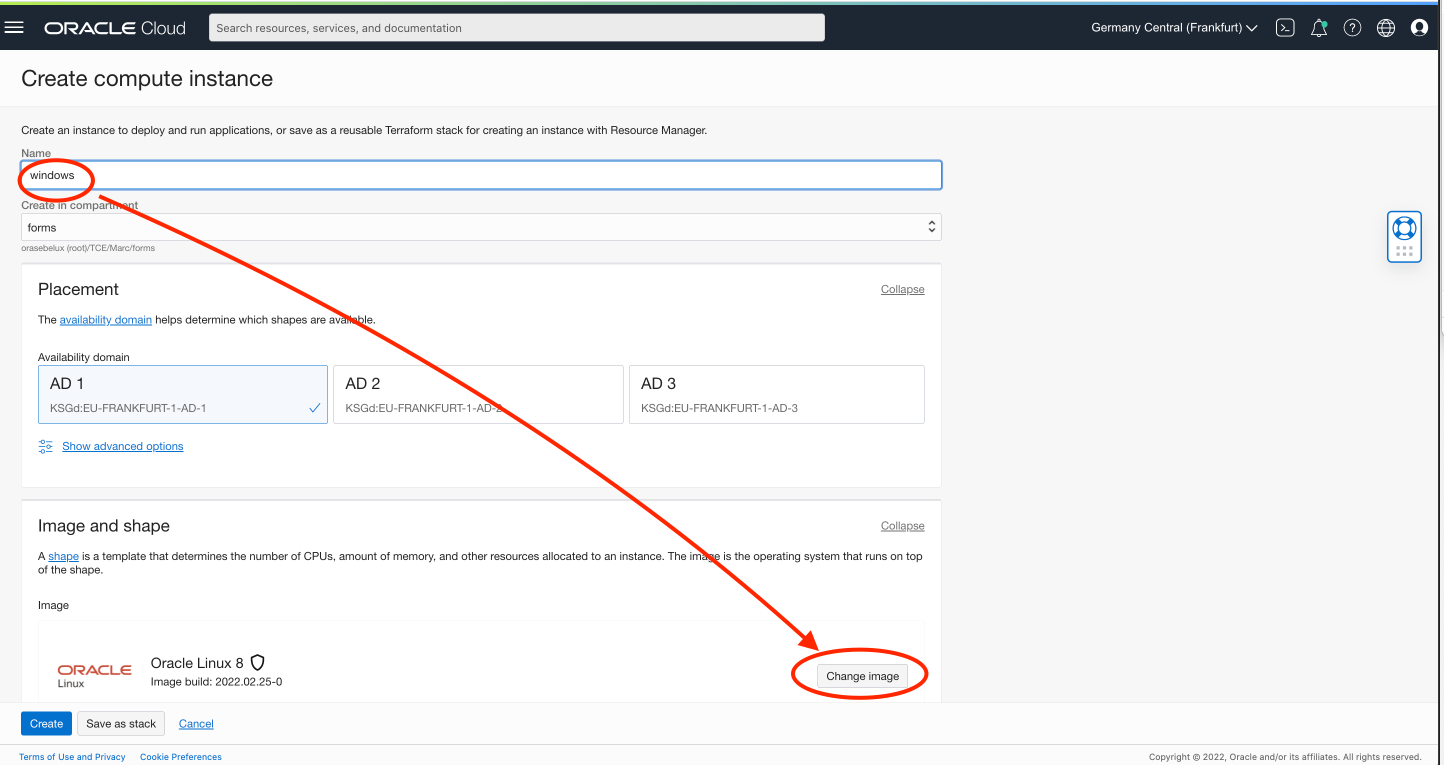 ORACLE Cloud
Search resources, services, and documentation
Germany Central (Frankfurt)
Create compute instance
Create an instance to deploy and run applications, or save as a reusable Terraform stack for creating an instance with Resource Manager.
Name
windows
Create in compartment
forms
orasebelux (root)/TCE/Marc/forms
Placement
Collapse
The availability domain helps determine which shapes are available.
Availability domain
AD 1
KSGd:EU-FRANKFURT-1-AD-1
AD 2
KSGd:EU-FRANKFURT-1-AD-2
AD 3
KSGd:EU-FRANKFURT-1-AD-3
Show advanced options
Image and shape
Collapse
A shape is a template that determines the number of CPUs, amount of memory, and other resources allocated to an instance. The image is the operating system that runs on top
of the shape.
Image
ORACLE
Linux
Oracle Linux 8
Image build: 2022.02.25-0
Change image
Create
Save as stack
Cancel
Terms of Use and Privacy
Cookie Preferences
Copyright © 2022, Oracle and/or its affiliates. All rights reserved.